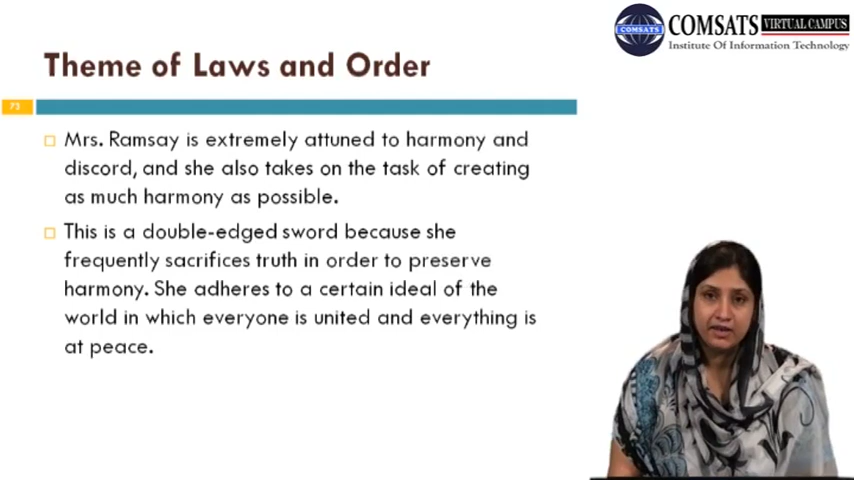 COMSATS VIRTUAL CAMPUS
COMSATS
Institute Of Information Technology
Theme of Laws and Order
73
Mrs. Ramsay is extremely attuned to harmony and
discord, and she also takes on the task of creating
as much harmony as possible.
This is a double-edged sword because she
frequently sacrifices truth in order to preserve
harmony. She adheres to a certain ideal of the
world in which everyone is united and everything is
at peace.